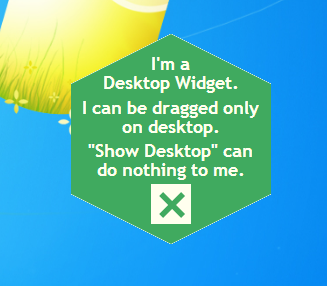 I'm a
Desktop Widget.
I can be dragged only
on desktop.
"Show Desktop" can
do nothing to me.